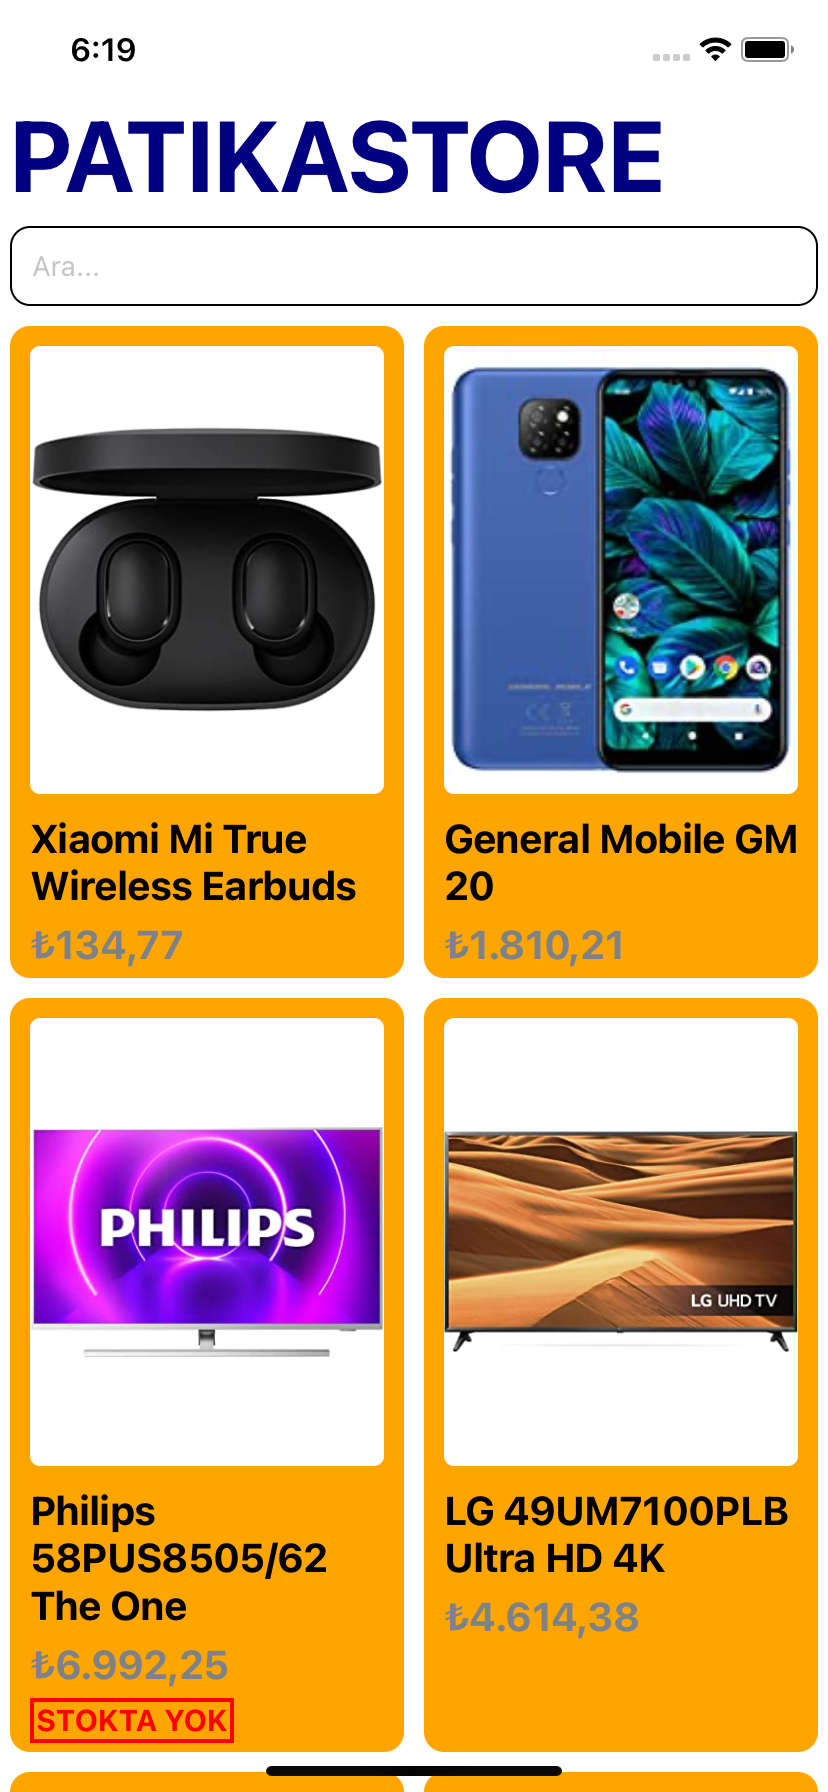 6:19
PATIKASTORE
Ara...
Xiaomi Mi True
Wireless Earbuds
₺134,77
General Mobile GM
20
₺1.810,21
PHILIPS
Philips
58PUS8505/62
The One
₺6.992,25
STOKTA YOK
LG UHD TV
LG 49UM7100PLB
Ultra HD 4K
₺4.614,38